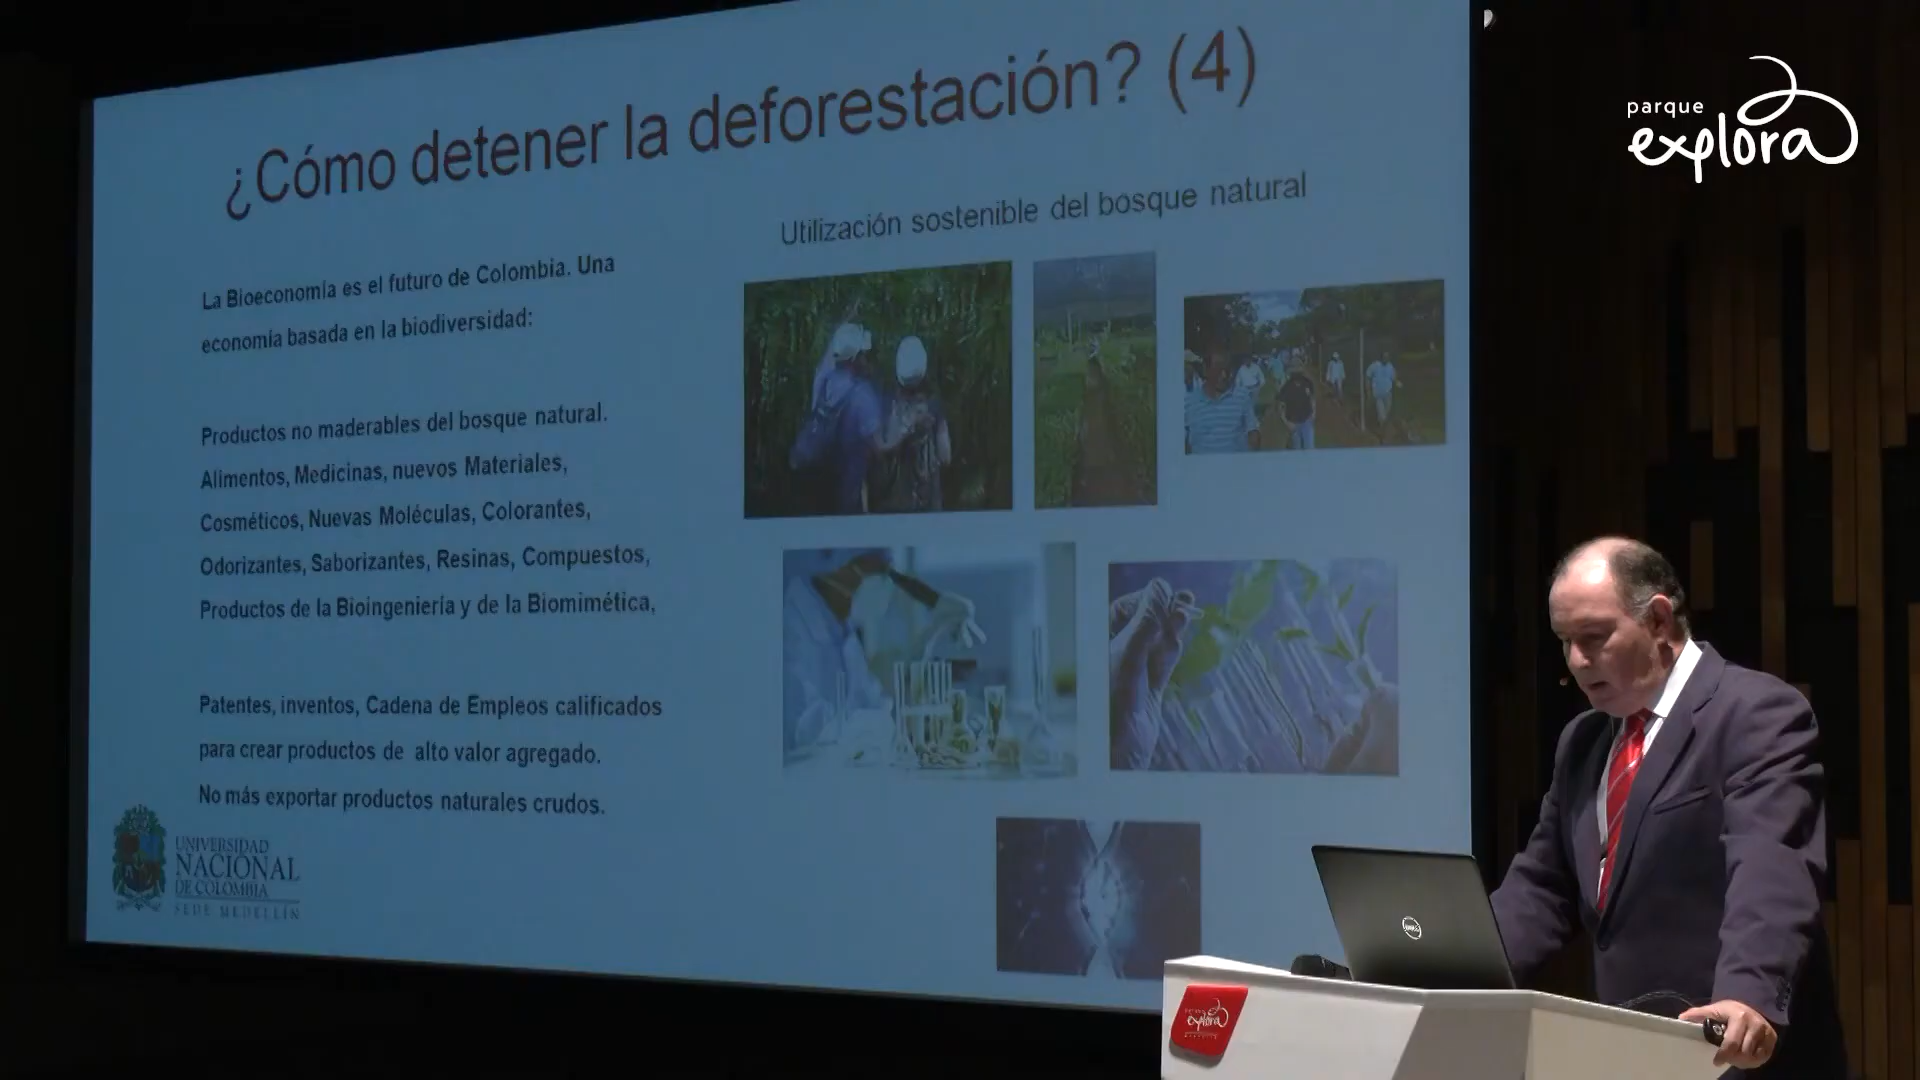 ¿Cómo detener la deforestación? (4)
Utilización sostenible del bosque natural
La Bioeconomía es el futuro de Colombia. Una
economía basada en la biodiversidad:
Productos no maderables del bosque natural.
Alimentos, Medicinas, nuevos Materiales,
Cosméticos, Nuevas Moléculas, Colorantes,
Odorizantes, Saborizantes, Resinas, Compuestos,
Productos de la Bioingeniería y de la Biomimética,
Patentes, inventos, Cadena de Empleos calificados
para crear productos de alto valor agregado.
No más exportar productos naturales crudos.
UNIVERSIDAD
NACIONAL
DE COLOMBIA
SEDE MEDELLÍN
parque
explora
DELL
parque
explora